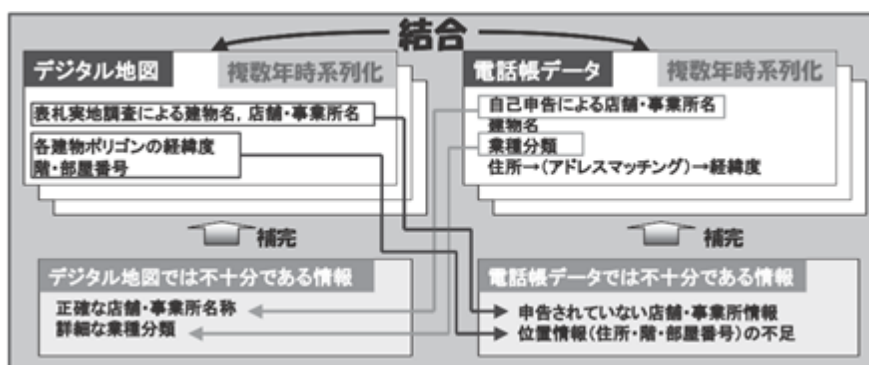 結合
デジタル地図
複数年時系列化
表札実地調査による建物名, 店舗・事業所名
各建物ポリゴンの経緯度
階・部屋番号
電話帳データ
複数年時系列化
自己申告による店舗・事業所名
建物名
業種分類
住所→(アドレスマッチング)→経緯度
補完
補完
デジタル地図では不十分である情報
正確な店舗・事業所名称
詳細な業種分類
電話帳データでは不十分である情報
申告されていない店舗・事業所情報
位置情報(住所・階・部屋番号)の不足